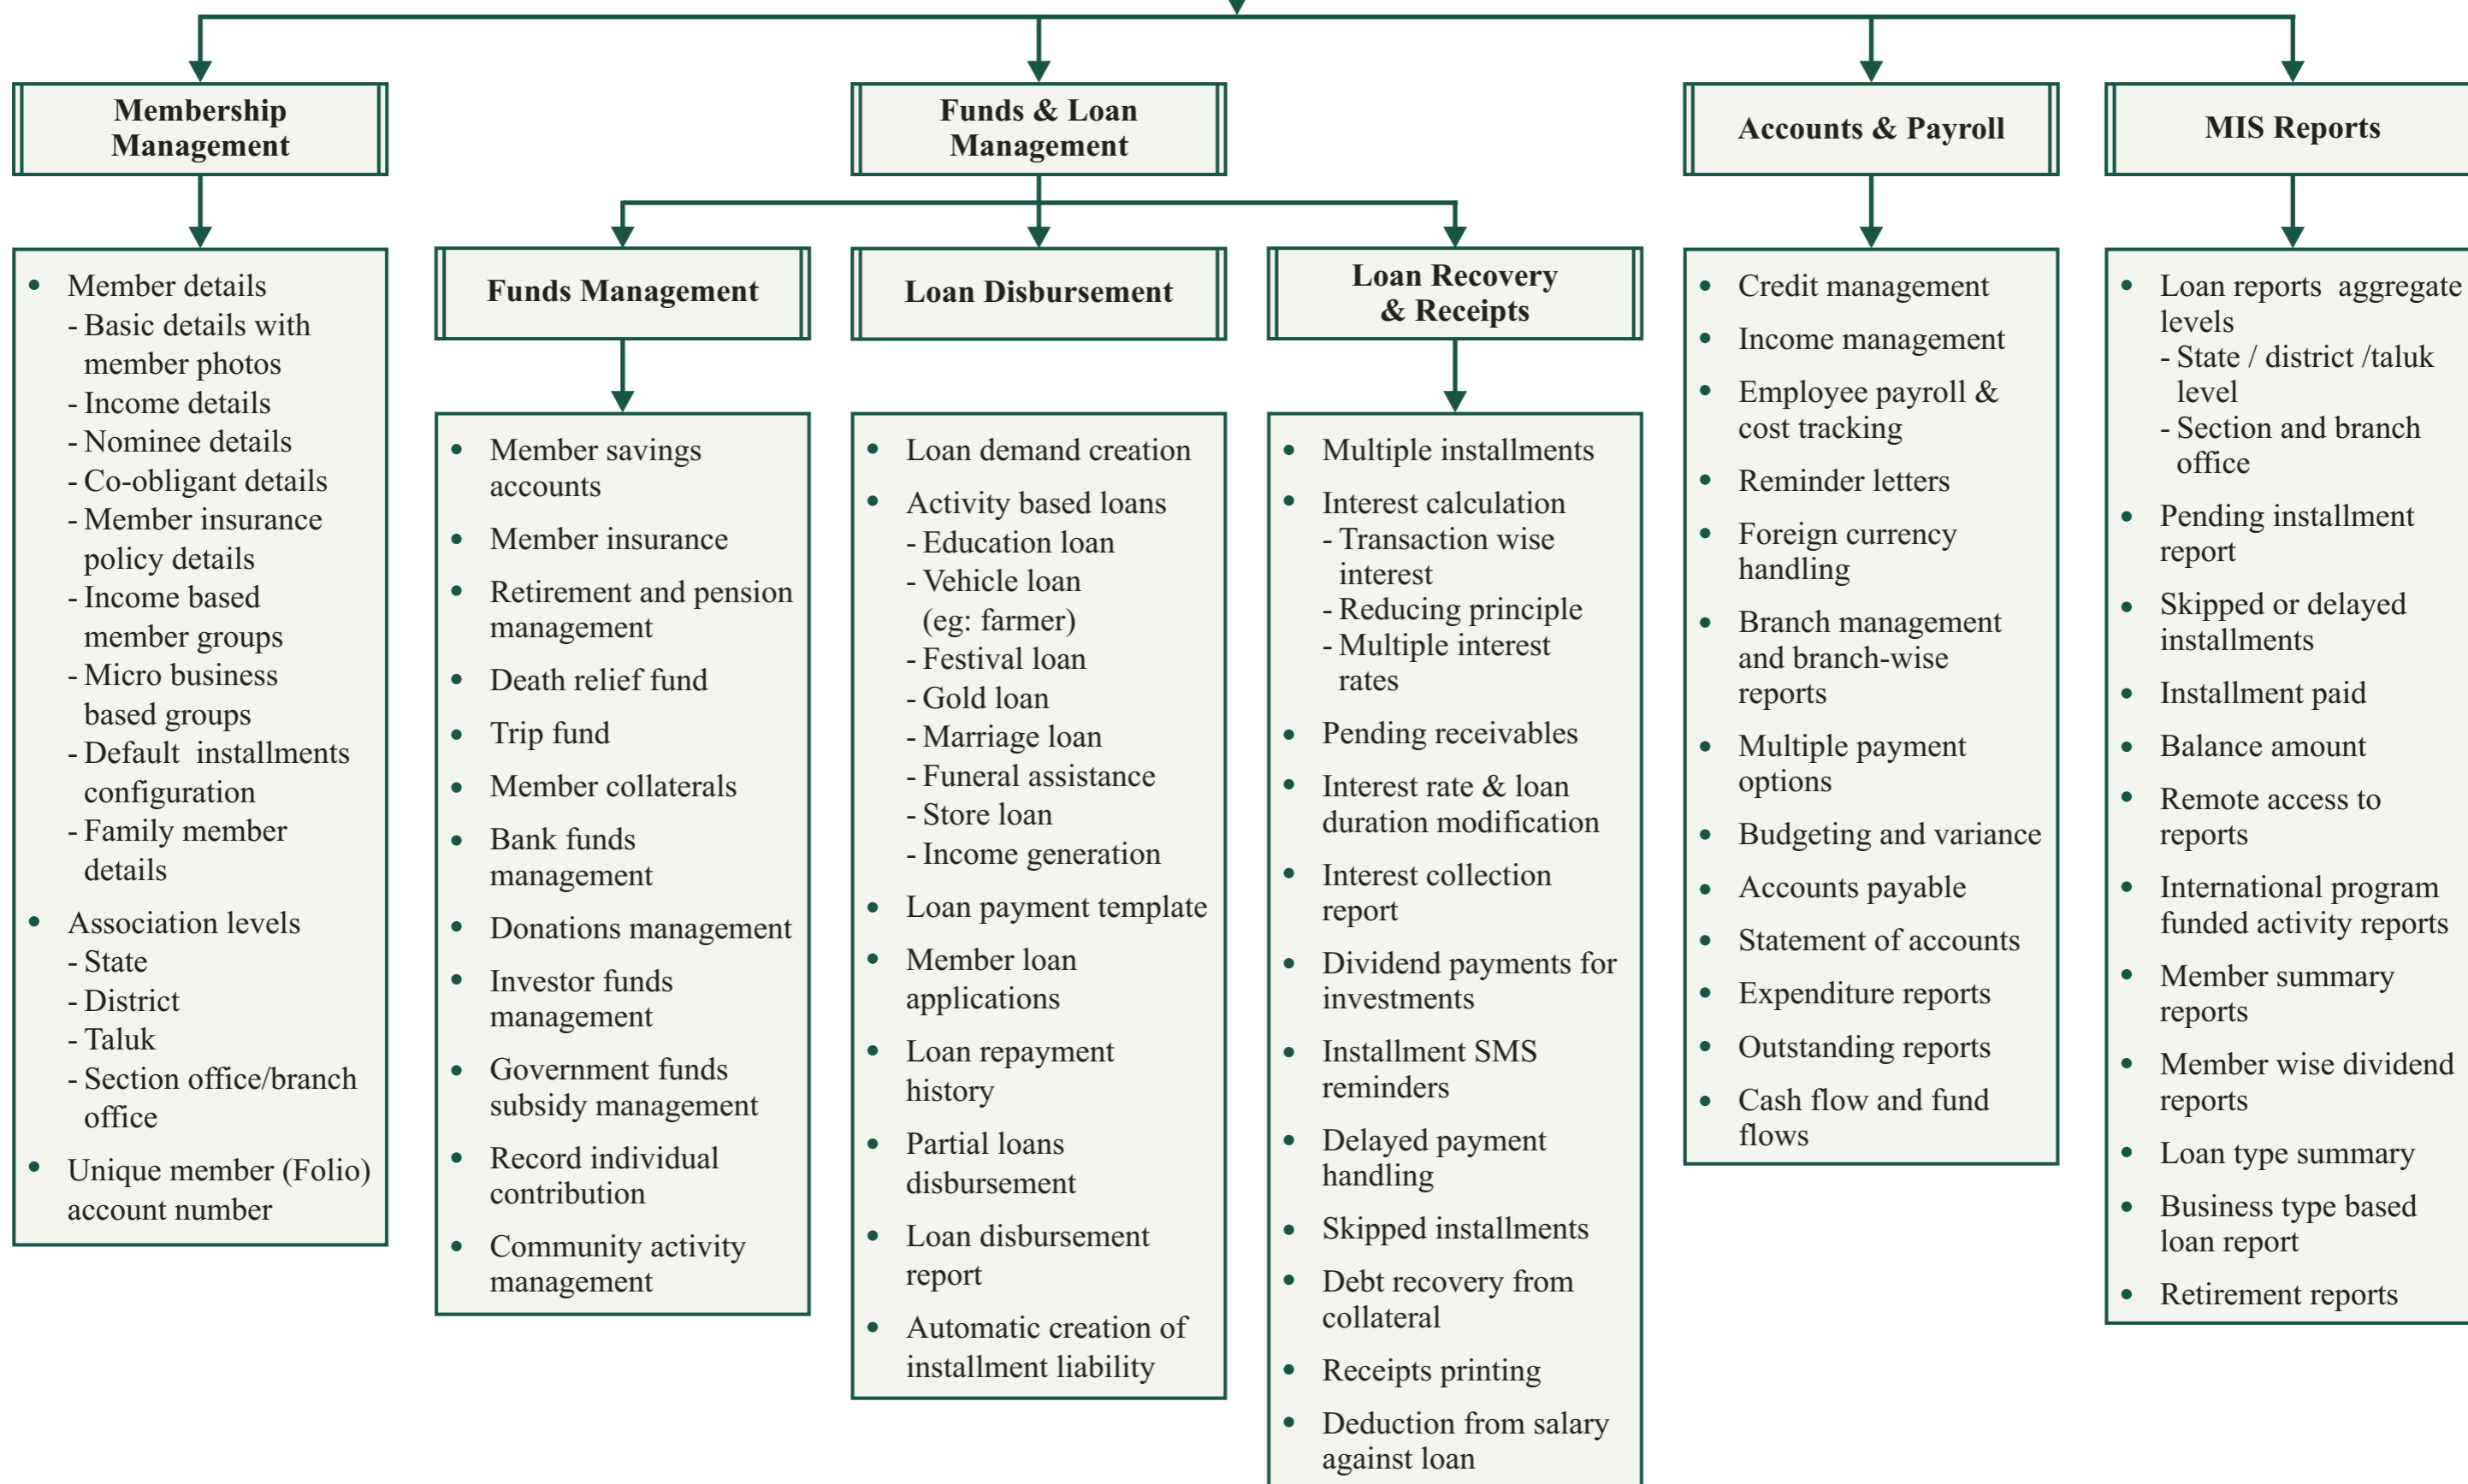 Membership
Management
Funds & Loan
Management
Accounts & Payroll
MIS Reports
• Member details
- Basic details with
member photos
- Income details
- Nominee details
- Co-obligant details
- Member insurance
policy details
- Income based
member groups
- Micro business
based groups
- Default  installments
configuration
- Family member
details
• Association levels
- State
- District
- Taluk
- Section office/branch
office
• Unique member (Folio)
account number
Funds Management
• Member savings
accounts
• Member insurance
• Retirement and pension
management
• Death relief fund
• Trip fund
• Member collaterals
• Bank funds
management
• Donations management
• Investor funds
management
• Government funds
subsidy management
• Record individual
contribution
• Community activity
management
Loan Disbursement
• Loan demand creation
• Activity based loans
- Education loan
- Vehicle loan
(eg: farmer)
- Festival loan
- Gold loan
- Marriage loan
- Funeral assistance
- Store loan
- Income generation
• Loan payment template
• Member loan
applications
• Loan repayment
history
• Partial loans
disbursement
• Loan disbursement
report
• Automatic creation of
installment liability
Loan Recovery
& Receipts
• Multiple installments
• Interest calculation
- Transaction wise
interest
- Reducing principle
- Multiple interest
rates
• Pending receivables
• Interest rate & loan
duration modification
• Interest collection
report
• Dividend payments for
investments
• Installment SMS
reminders
• Delayed payment
handling
• Skipped installments
• Debt recovery from
collateral
• Receipts printing
• Deduction from salary
against loan
• Credit management
• Income management
• Employee payroll &
cost tracking
• Reminder letters
• Foreign currency
handling
• Branch management
and branch-wise
reports
• Multiple payment
options
• Budgeting and variance
• Accounts payable
• Statement of accounts
• Expenditure reports
• Outstanding reports
• Cash flow and fund
flows
• Loan reports  aggregate
levels
- State / district /taluk
level
- Section and branch
office
• Pending installment
report
• Skipped or delayed
installments
• Installment paid
• Balance amount
• Remote access to
reports
• International program
funded activity reports
• Member summary
reports
• Member wise dividend
reports
• Loan type summary
• Business type based
loan report
• Retirement reports